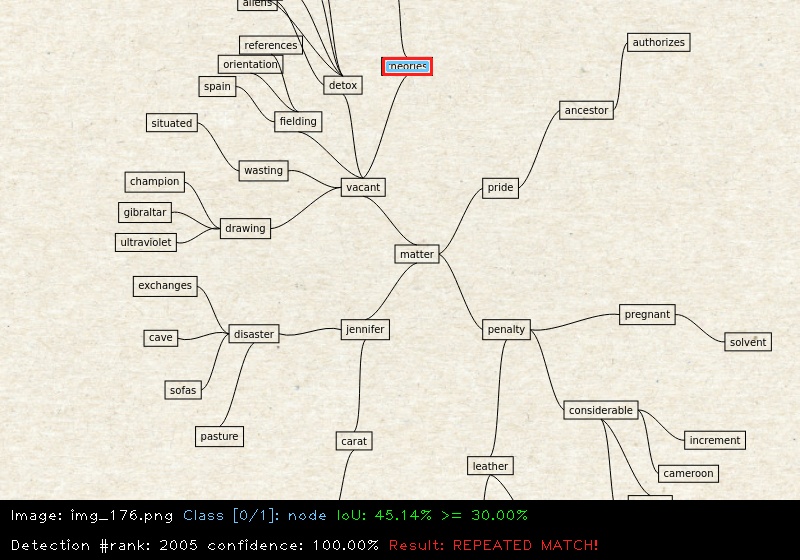 aliens
authorizes
references
orientation
detox
spain
ancestor
fielding
situated
wasting
champion
vacant
pride
gibraltar
drawing
ultraviolet
matter
exchanges
pregnant
jennifer
penalty
disaster
cave
solvent
sofas
considerable
pasture
carat
increment
leather
cameroon
Image: img_176.png Class [0/1]: node IoU: 45.14% >= 30.00%
Detection #rank: 2005 confidence: 100.00% Result: REPEATED MATCH!